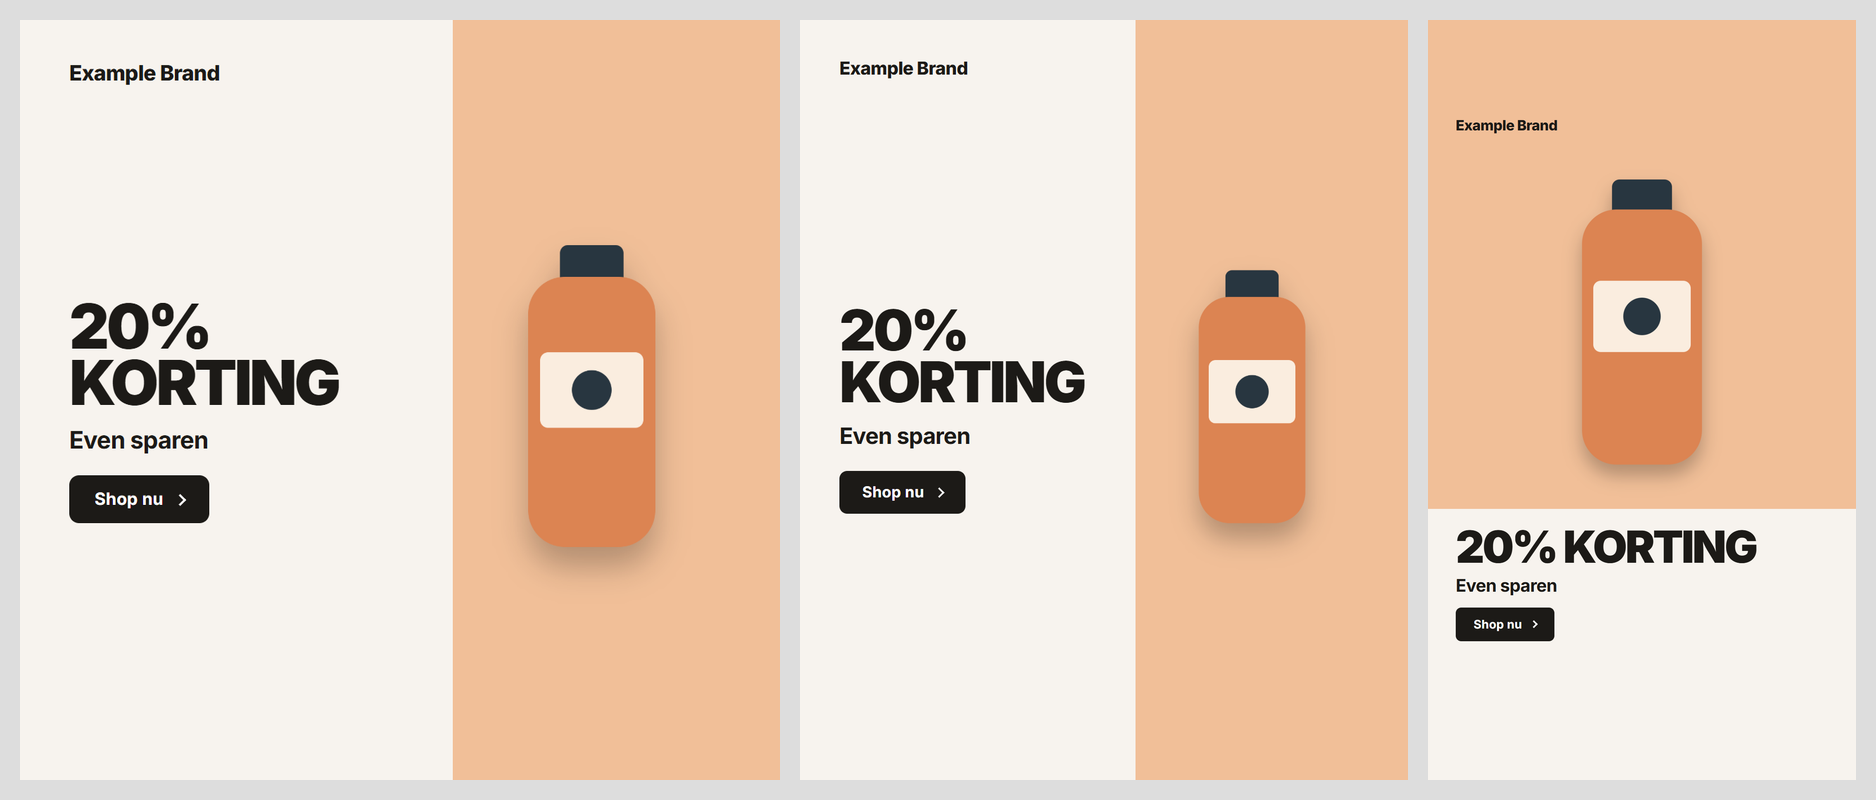 Example Brand
20%
KORTING
Even sparen
Shop nu
Example Brand
20%
KORTING
Even sparen
Shop nu
Example Brand
20% KORTING
Even sparen
Shop nu